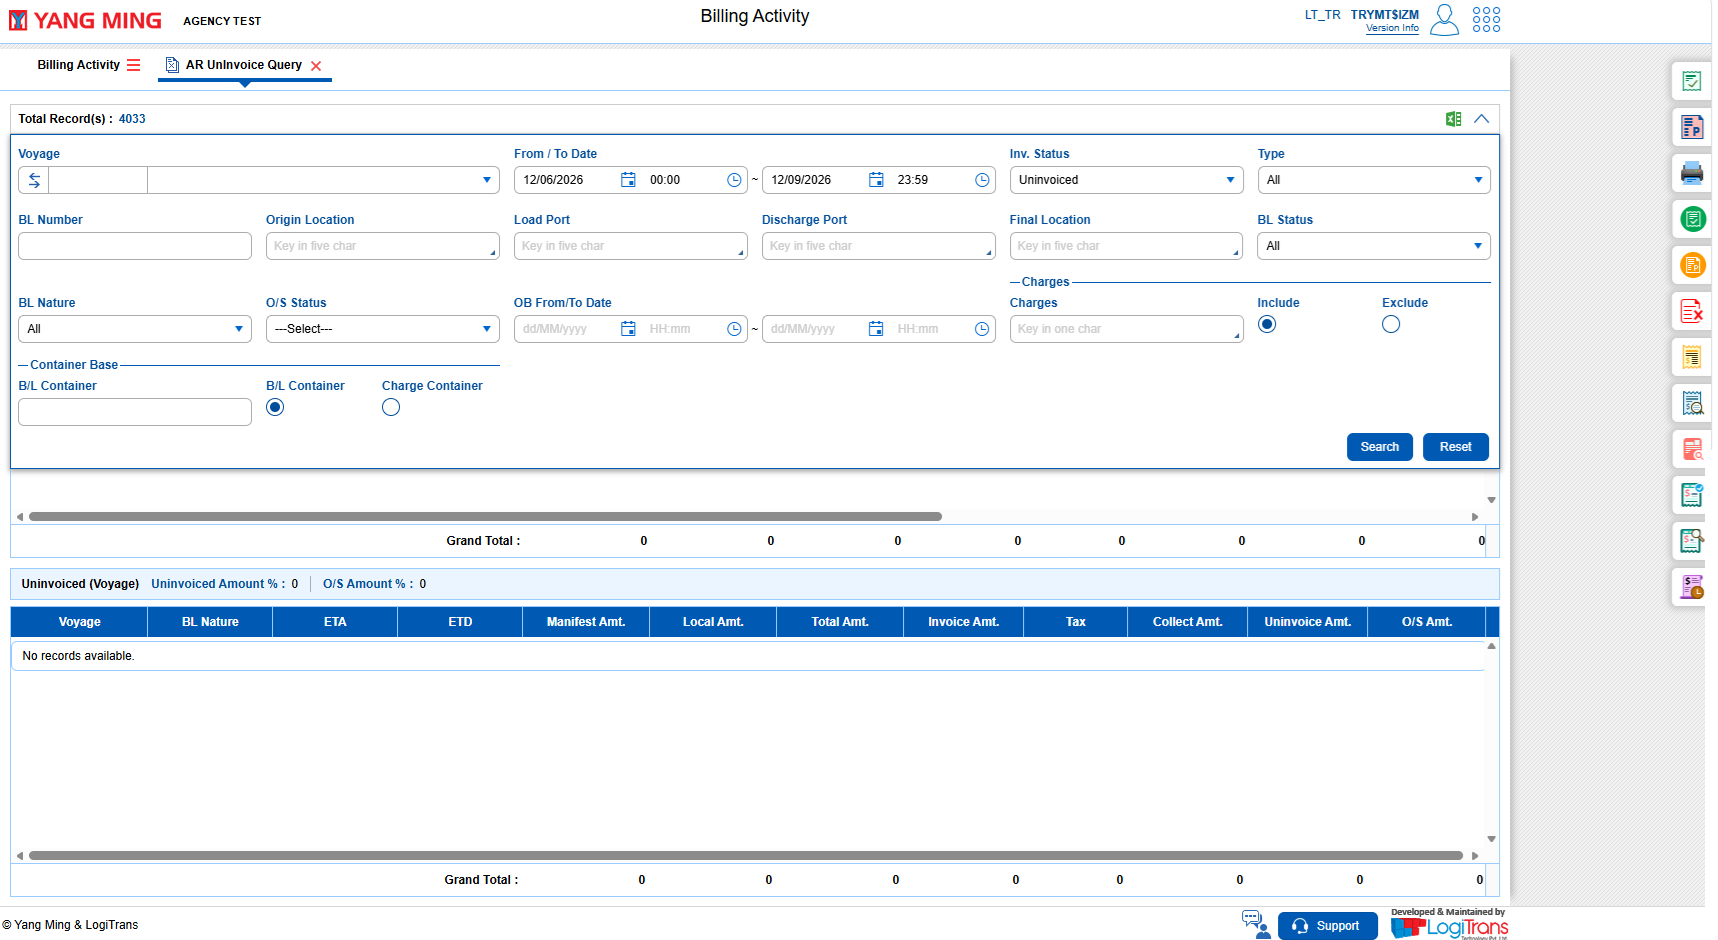 YANG MING AGENCY TEST
Billing Activity
LT_TR TRYMT$IZM
Version Info
Billing Activity
AR UnInvoice Query
Total Record(s) : 4033
Voyage From / To Date Inv. Status Type
12/06/2026 00:00 ~ 12/09/2026 23:59 Uninvoiced All
BL Number Origin Location Load Port Discharge Port Final Location BL Status
Key in five char Key in five char Key in five char Key in five char All
Charges
BL Nature O/S Status OB From/To Date Charges Include Exclude
All ---Select--- dd/MM/yyyy HH:mm ~ dd/MM/yyyy HH:mm Key in one char
Container Base
B/L Container B/L Container Charge Container
Search Reset
Grand Total : 0 0 0 0 0 0 0 0
Uninvoiced (Voyage) Uninvoiced Amount % : 0 O/S Amount % : 0
Voyage BL Nature ETA ETD Manifest Amt. Local Amt. Total Amt. Invoice Amt. Tax Collect Amt. Uninvoice Amt. O/S Amt.
No records available.
Grand Total : 0 0 0 0 0 0 0 0
© Yang Ming & LogiTrans
Support
Developed & Maintained by
LogiTrans
Technology Pvt. Ltd.